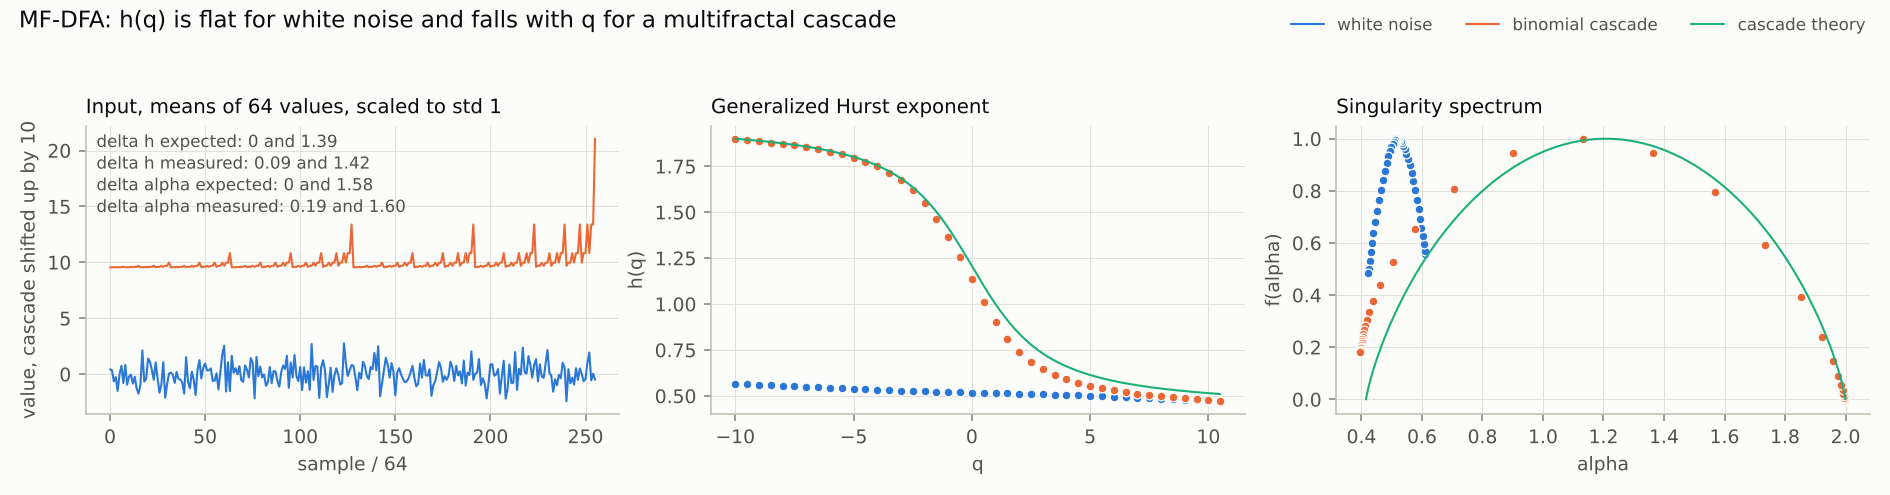 MF-DFA: h(q) is flat for white noise and falls with q for a multifractal cascade
white noise
binomial cascade
cascade theory
Input, means of 64 values, scaled to std 1
delta h expected: 0 and 1.39
delta h measured: 0.09 and 1.42
delta alpha expected: 0 and 1.58
delta alpha measured: 0.19 and 1.60
value, cascade shifted up by 10
20
15
10
5
0
0 50 100 150 200 250
sample / 64
Generalized Hurst exponent
h(q)
1.75
1.50
1.25
1.00
0.75
0.50
−10 −5 0 5 10
q
Singularity spectrum
f(alpha)
1.0
0.8
0.6
0.4
0.2
0.0
0.4 0.6 0.8 1.0 1.2 1.4 1.6 1.8 2.0
alpha